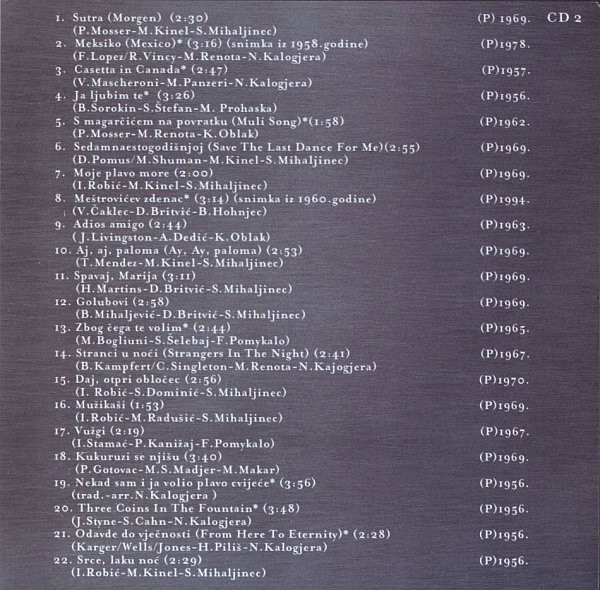 1. Sutra (Morgen) (2:30) (P) 1969. CD 2
(P.Mosser-M.Kinel-S.Mihaljinec)
2. Meksiko (Mexico)* (3:16) (snimka iz 1958.godine) (P)1978.
(F.Lopez/R.Vincy-M.Renota-N.Kalogjera)
3. Casetta in Canada* (2:47) (P)1957.
(V.Mascheroni-M.Panzeri-N.Kalogjera)
4. Ja ljubim te* (3:26) (P)1956.
(B.Sorokin-S.Štefan-M. Prohaska)
5. S magarčićem na povratku (Muli Song)*(1:58) (P)1962.
(P.Mosser-M.Renota-K.Oblak)
6. Sedamnaestogodišnjoj (Save The Last Dance For Me)(2:55) (P)1969.
(D.Pomus/M.Shuman-M.Kinel-S.Mihaljinec)
7. Moje plavo more (2:00) (P)1969.
(I.Robić-M.Kinel-S.Mihaljinec)
8. Meštrovićev zdenac* (3:14) (snimka iz 1960.godine) (P)1994.
(V.Čaklec-D.Britvić-B.Hohnjec)
9. Adios amigo (2:44) (P)1963.
(J.Livingston-A.Dedić-K.Oblak)
10. Aj, aj, paloma (Ay, Ay, paloma) (2:53) (P)1969.
(T.Mendez-M.Kinel-S.Mihaljinec)
11. Spavaj, Marija (3:11) (P)1969.
(H.Martins-D.Britvić-S.Mihaljinec)
12. Golubovi (2:58) (P)1969.
(B.Mihaljević-D.Britvić-S.Mihaljinec)
13. Zbog čega te volim* (2:44) (P)1965.
(M.Bogliuni-S.Šelebaj-F.Pomykalo)
14. Stranci u noći (Strangers In The Night) (2:41) (P)1967.
(B.Kampfert/C.Singleton-M.Renota-N.Kajogjera)
15. Daj, otpri obločec (2:56) (P)1970.
(I. Robić-S.Dominić-S.Mihaljinec)
16. Mužikaši (1:53) (P)1969.
(I.Robić-M.Radušić-S.Mihaljinec)
17. Vužgi (2:19) (P)1967.
(I.Stamać-P.Kanižaj-F.Pomykalo)
18. Kukuruzi se njišu (3:40) (P)1969.
(P.Gotovac-M.S.Madjer-M.Makar)
19. Nekad sam i ja volio plavo cvijeće* (3:56) (P)1956.
(trad.-arr.N.Kalogjera )
20. Three Coins In The Fountain* (3:48) (P)1956.
(J.Styne-S.Cahn-N.Kalogjera)
21. Odavde do vječnosti (From Here To Eternity)* (2:28) (P)1956.
(Karger/Wells/Jones-H.Piliš-N.Kalogjera)
22. Srce, laku noć (2:29) (P)1956.
(I.Robić-M.Kinel-S.Mihaljinec)